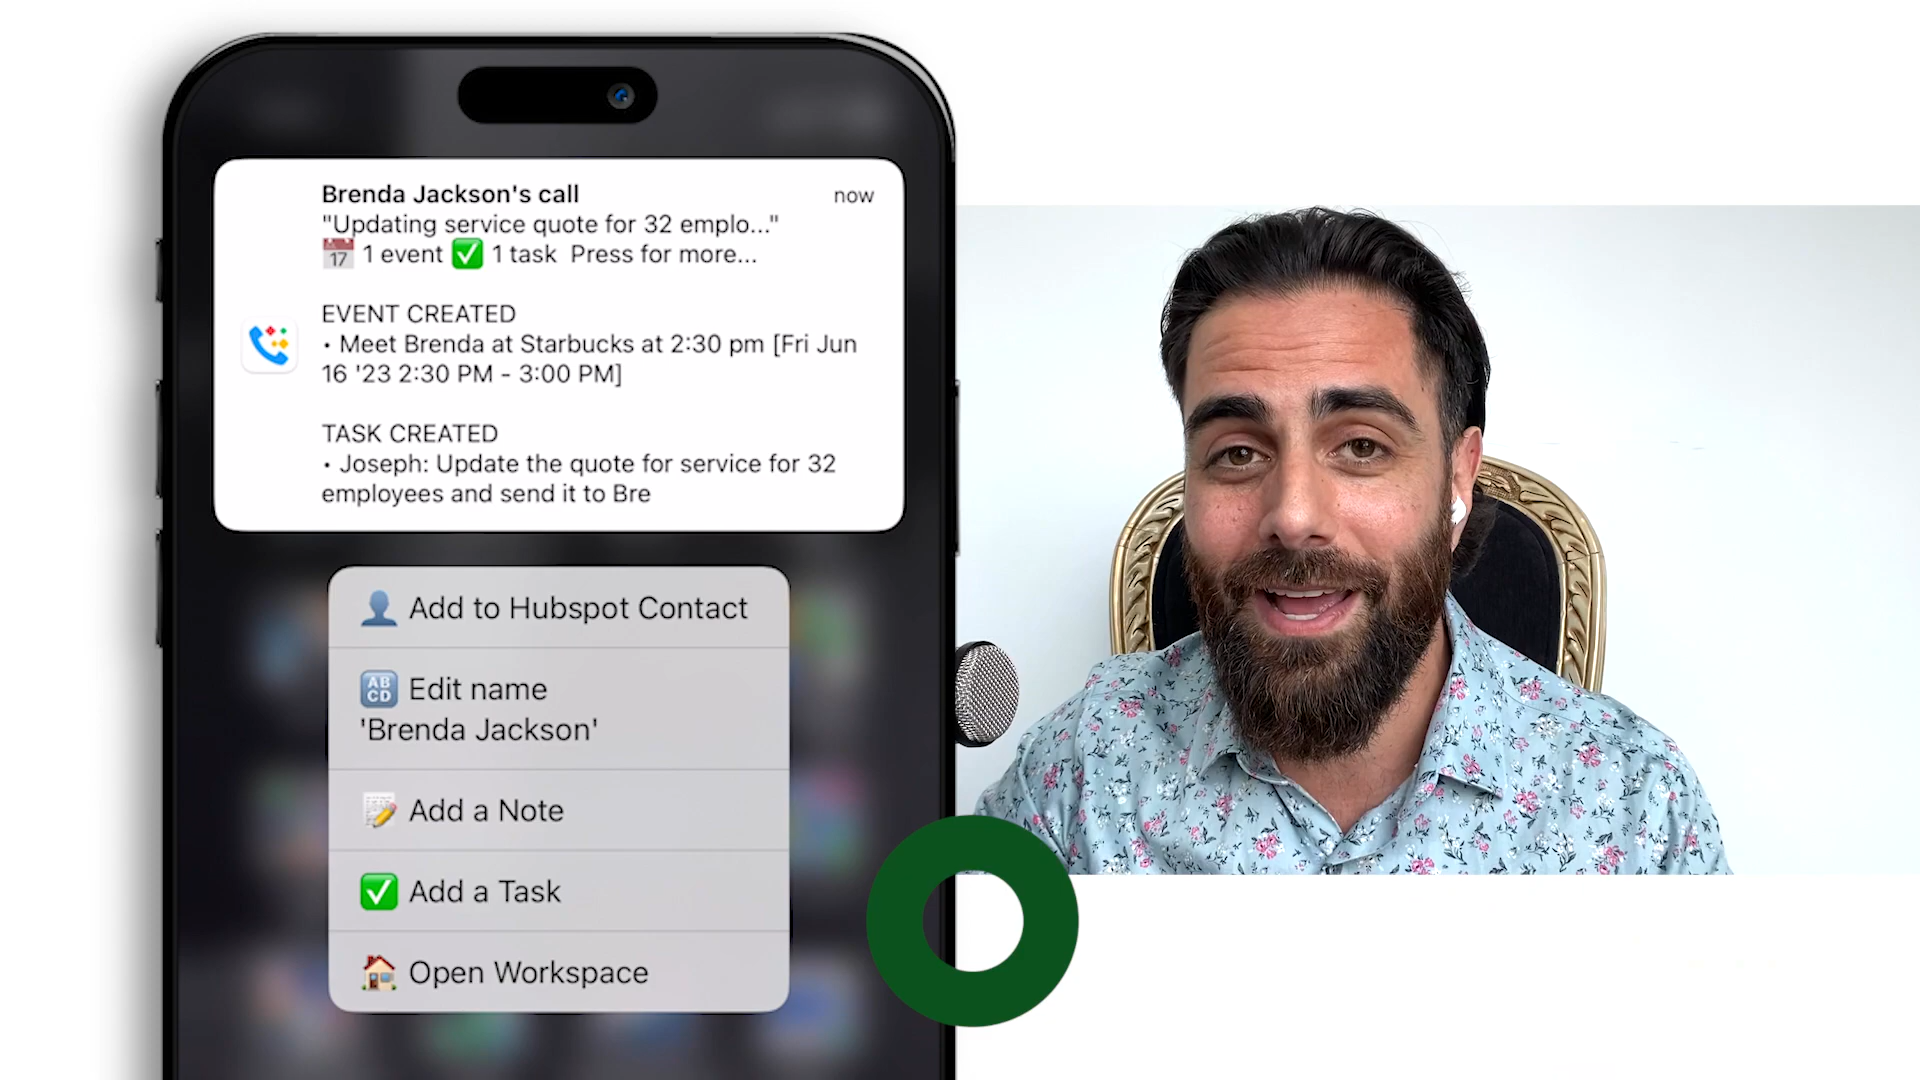 Brenda Jackson's call
now
"Updating service quote for 32 emplo..."
17 1 event ✅ 1 task Press for more...
EVENT CREATED
• Meet Brenda at Starbucks at 2:30 pm [Fri Jun
16 '23 2:30 PM - 3:00 PM]
TASK CREATED
• Joseph: Update the quote for service for 32
employees and send it to Bre
Add to Hubspot Contact
AB
CD
Edit name
'Brenda Jackson'
Add a Note
Add a Task
Open Workspace